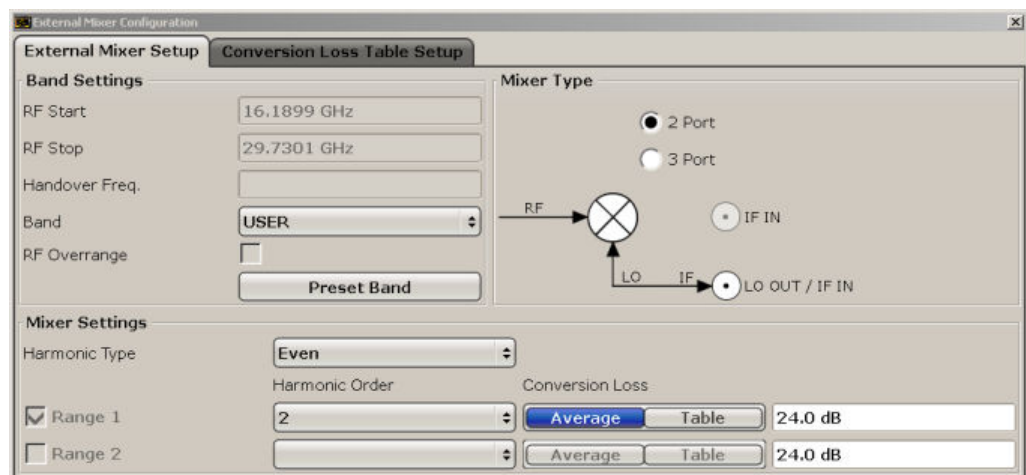 External Mixer Configuration
External Mixer Setup
Conversion Loss Table Setup
Band Settings
RF Start 16.1899 GHz
RF Stop 29.7301 GHz
Handover Freq.
Band USER
RF Overrange
Preset Band
Mixer Type
2 Port
3 Port
RF
IF IN
LO IF
LO OUT / IF IN
Mixer Settings
Harmonic Type Even
Harmonic Order Conversion Loss
Range 1 2 Average Table 24.0 dB
Range 2 Average Table 24.0 dB